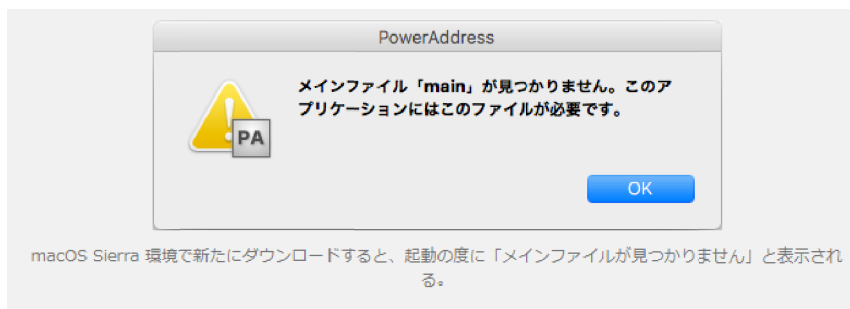 PowerAddress
メインファイル「main」が見つかりません。このア
プリケーションにはこのファイルが必要です。
PA
OK
macOS Sierra 環境で新たにダウンロードすると、起動の度に「メインファイルが見つかりません」と表示され
る。